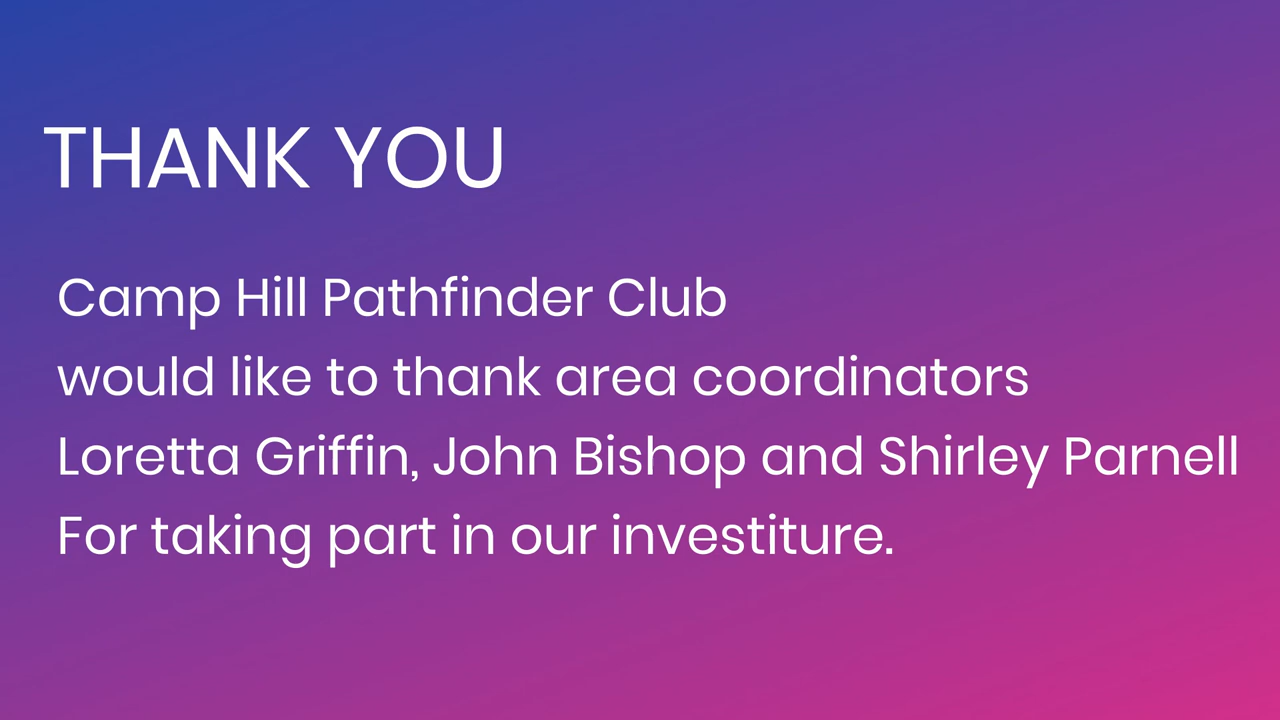 THANK YOU
Camp Hill Pathfinder Club
would like to thank area coordinators
Loretta Griffin, John Bishop and Shirley Parnell
For taking part in our investiture.